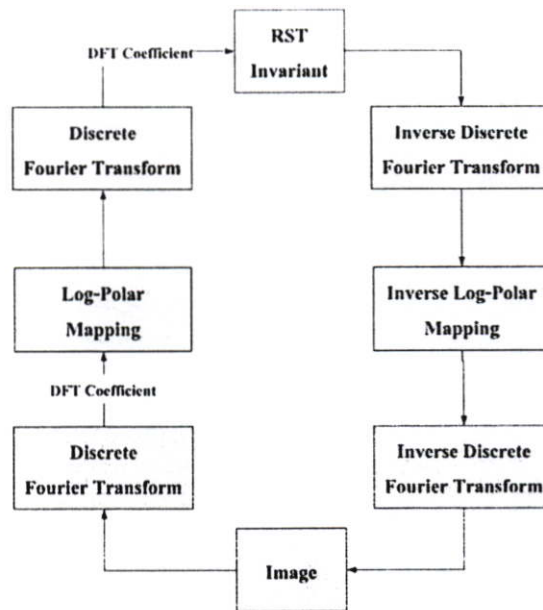 DFT Coefficient
RST
Invariant
Discrete
Fourier Transform
Inverse Discrete
Fourier Transform
Log-Polar
Mapping
Inverse Log-Polar
Mapping
DFT Coefficient
Discrete
Fourier Transform
Inverse Discrete
Fourier Transform
Image